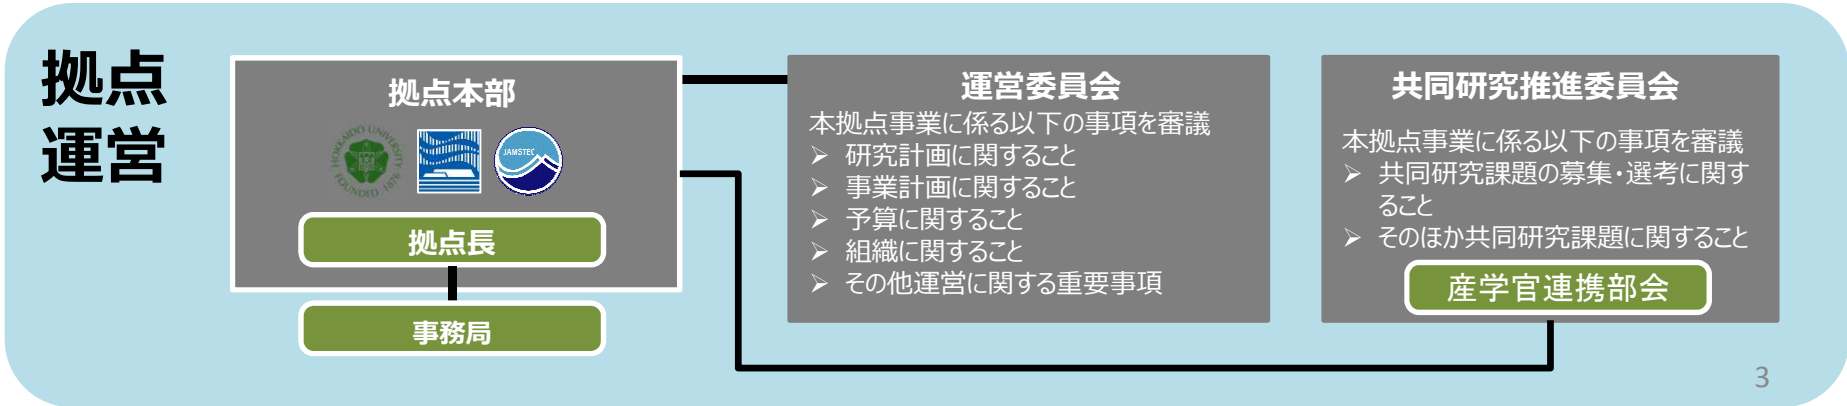 拠点
運営
拠点本部
HOKKAIDO UNIVERSITY
FOUNDED 1876
JAMSTEC
拠点長
事務局
運営委員会
本拠点事業に係る以下の事項を審議
➢ 研究計画に関すること
➢ 事業計画に関すること
➢ 予算に関すること
➢ 組織に関すること
➢ その他運営に関する重要事項
共同研究推進委員会
本拠点事業に係る以下の事項を審議
➢ 共同研究課題の募集・選考に関す
ること
➢ そのほか共同研究課題に関すること
産学官連携部会
3